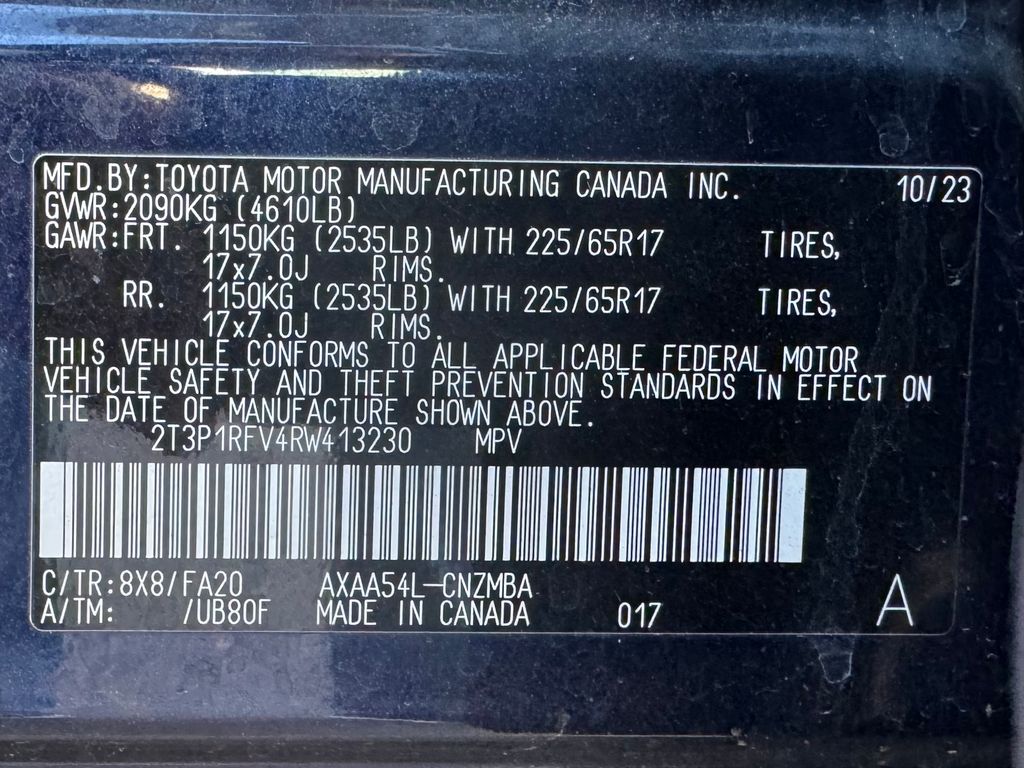 MFD.BY:TOYOTA MOTOR MANUFACTURING CANADA INC. 10/23
GVWR:2090KG (4610LB)
GAWR:FRT. 1150KG (2535LB) WITH 225/65R17 TIRES,
17x7.0J RIMS.
RR. 1150KG (2535LB) WITH 225/65R17 TIRES,
17x7.0J RIMS.
THIS VEHICLE CONFORMS TO ALL APPLICABLE FEDERAL MOTOR
VEHICLE SAFETY AND THEFT PREVENTION STANDARDS IN EFFECT ON
THE DATE OF MANUFACTURE SHOWN ABOVE.
2T3P1RFV4RW413230 MPV
C/TR:8X8/FA20 AXAA54L-CNZMBA
A/TM: /UB80F MADE IN CANADA 017 A